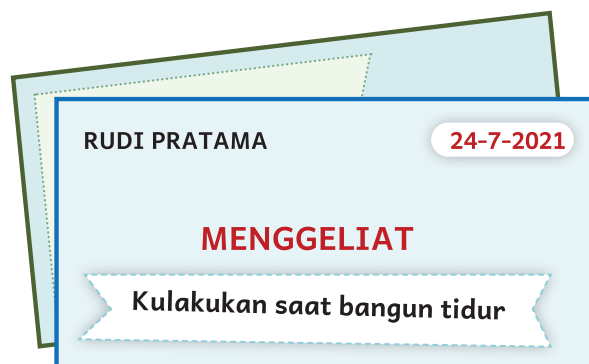 RUDI PRATAMA
24-7-2021
MENGGELIAT
Kulakukan saat bangun tidur